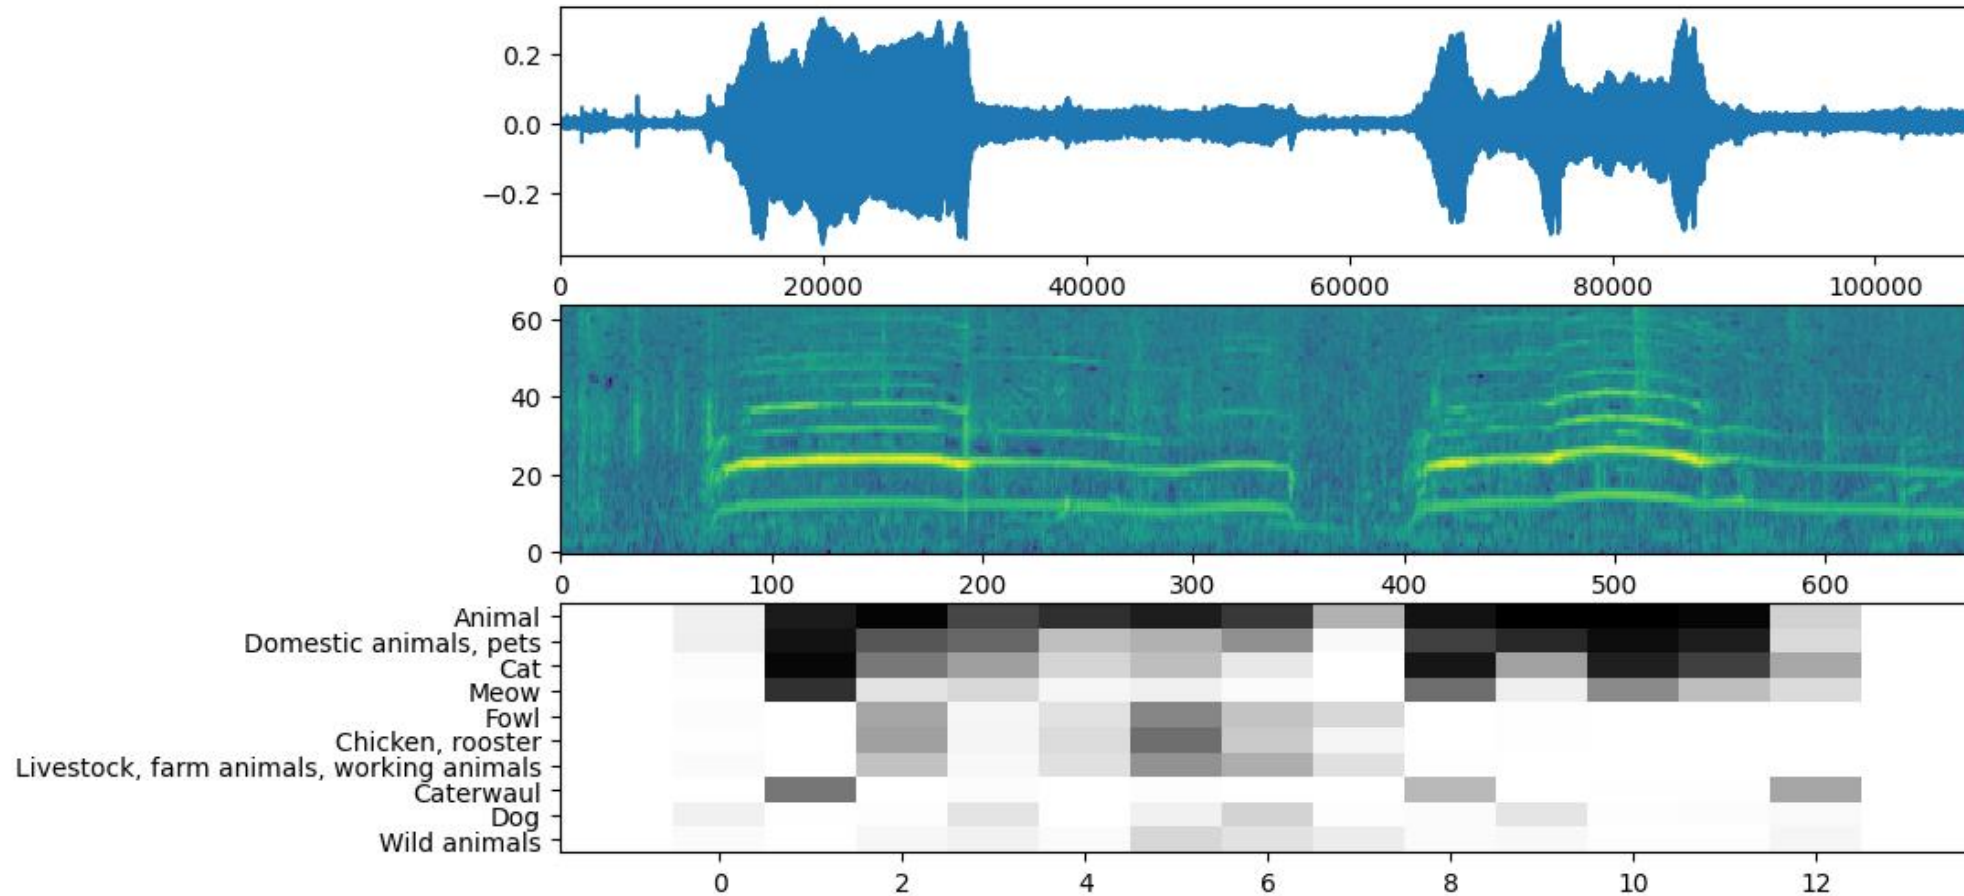 0.2
0.0
−0.2
0 20000 40000 60000 80000 100000
60
40
20
0
0 100 200 300 400 500 600
Animal
Domestic animals, pets
Cat
Meow
Fowl
Chicken, rooster
Livestock, farm animals, working animals
Caterwaul
Dog
Wild animals
0 2 4 6 8 10 12